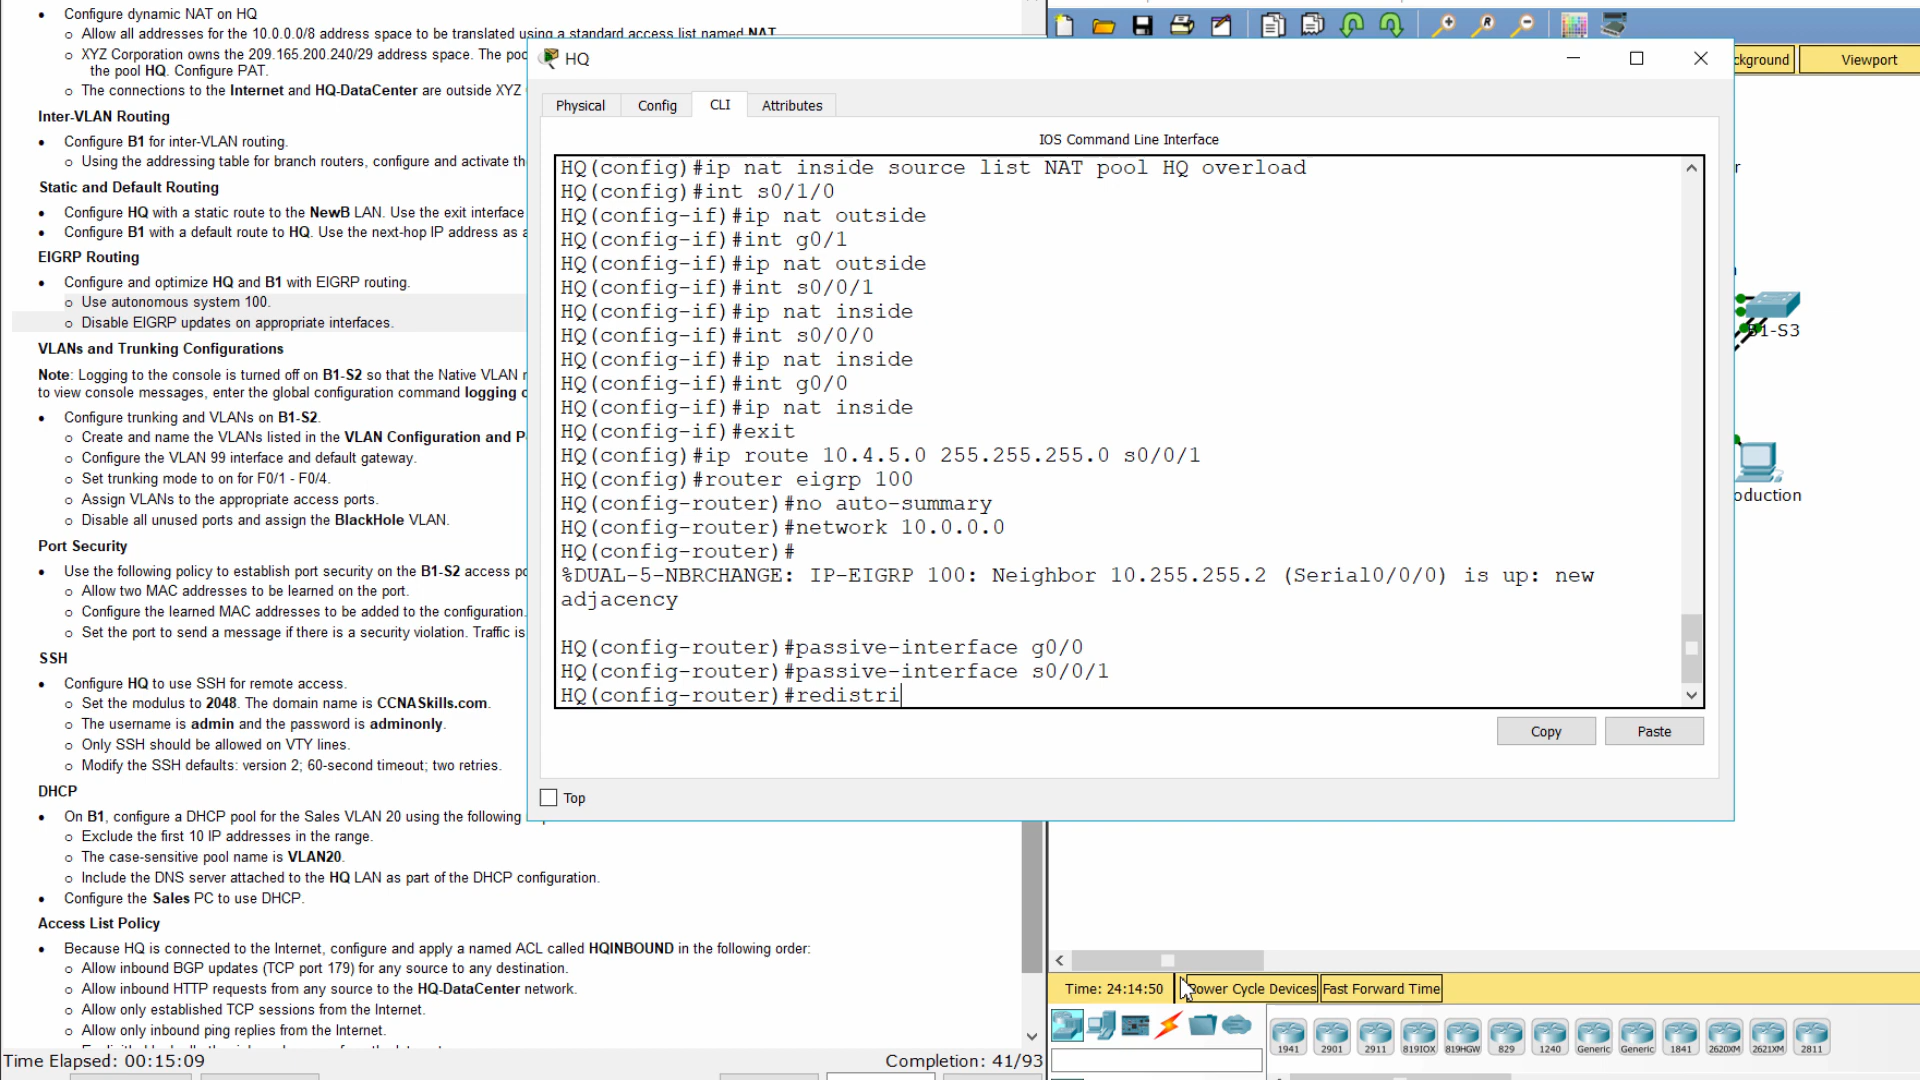 Configure dynamic NAT on HQ
Allow all addresses for the 10.0.0.0/8 address space to be translated using a standard access list named NAT
XYZ Corporation owns the 209.165.200.240/29 address space. The
the pool HQ. Configure PAT.
The connections to the Internet and HQ-DataCenter are outside XYZ
Inter-VLAN Routing
Configure B1 for inter-VLAN routing.
Using the addressing table for branch routers, configure and activate the
Static and Default Routing
Configure HQ with a static route to the NewB LAN. Use the exit interface
Configure B1 with a default route to HQ. Use the next-hop IP address as
EIGRP Routing
Configure and optimize HQ and B1 with EIGRP routing.
Use autonomous system 100.
Disable EIGRP updates on appropriate interfaces.
VLANs and Trunking Configurations
Note: Logging to the console is turned off on B1-S2 so that the Native VLAN
to view console messages, enter the global configuration command logging
Configure trunking and VLANs on B1-S2.
Create and name the VLANs listed in the VLAN Configuration and
Configure the VLAN 99 interface and default gateway.
Set trunking mode to on for F0/1 - F0/4.
Assign VLANs to the appropriate access ports.
Disable all unused ports and assign the BlackHole VLAN.
Port Security
Use the following policy to establish port security on the B1-S2 access
Allow two MAC addresses to be learned on the port.
Configure the learned MAC addresses to be added to the configuration.
Set the port to send a message if there is a security violation. Traffic is
SSH
Configure HQ to use SSH for remote access.
Set the modulus to 2048. The domain name is CCNASkills.com.
The username is admin and the password is adminonly.
Only SSH should be allowed on VTY lines.
Modify the SSH defaults: version 2; 60-second timeout; two retries.
DHCP
On B1, configure a DHCP pool for the Sales VLAN 20 using the following
Exclude the first 10 IP addresses in the range.
The case-sensitive pool name is VLAN20.
Include the DNS server attached to the HQ LAN as part of the DHCP configuration.
Configure the Sales PC to use DHCP.
Access List Policy
Because HQ is connected to the Internet, configure and apply a named ACL called HQINBOUND in the following order:
Allow inbound BGP updates (TCP port 179) for any source to any destination.
Allow inbound HTTP requests from any source to the HQ-DataCenter network.
Allow only established TCP sessions from the Internet.
Allow only inbound ping replies from the Internet.
Time Elapsed: 00:15:09
Completion: 41/93
HQ
Physical Config CLI Attributes
IOS Command Line Interface
HQ(config)#ip nat inside source list NAT pool HQ overload
HQ(config)#int s0/1/0
HQ(config-if)#ip nat outside
HQ(config-if)#int g0/1
HQ(config-if)#ip nat outside
HQ(config-if)#int s0/0/1
HQ(config-if)#ip nat inside
HQ(config-if)#int s0/0/0
HQ(config-if)#ip nat inside
HQ(config-if)#int g0/0
HQ(config-if)#ip nat inside
HQ(config-if)#exit
HQ(config)#ip route 10.4.5.0 255.255.255.0 s0/0/1
HQ(config)#router eigrp 100
HQ(config-router)#no auto-summary
HQ(config-router)#network 10.0.0.0
HQ(config-router)#
%DUAL-5-NBRCHANGE: IP-EIGRP 100: Neighbor 10.255.255.2 (Serial0/0/0) is up: new
adjacency
HQ(config-router)#passive-interface g0/0
HQ(config-router)#passive-interface s0/0/1
HQ(config-router)#redistri
Copy Paste
Top
kground Viewport
B1-S3
oduction
Time: 24:14:50 Power Cycle Devices Fast Forward Time
1941 2901 2911 819IOX 819HGW 829 1240 Generic Generic 1841 2620XM 2621XM 2811